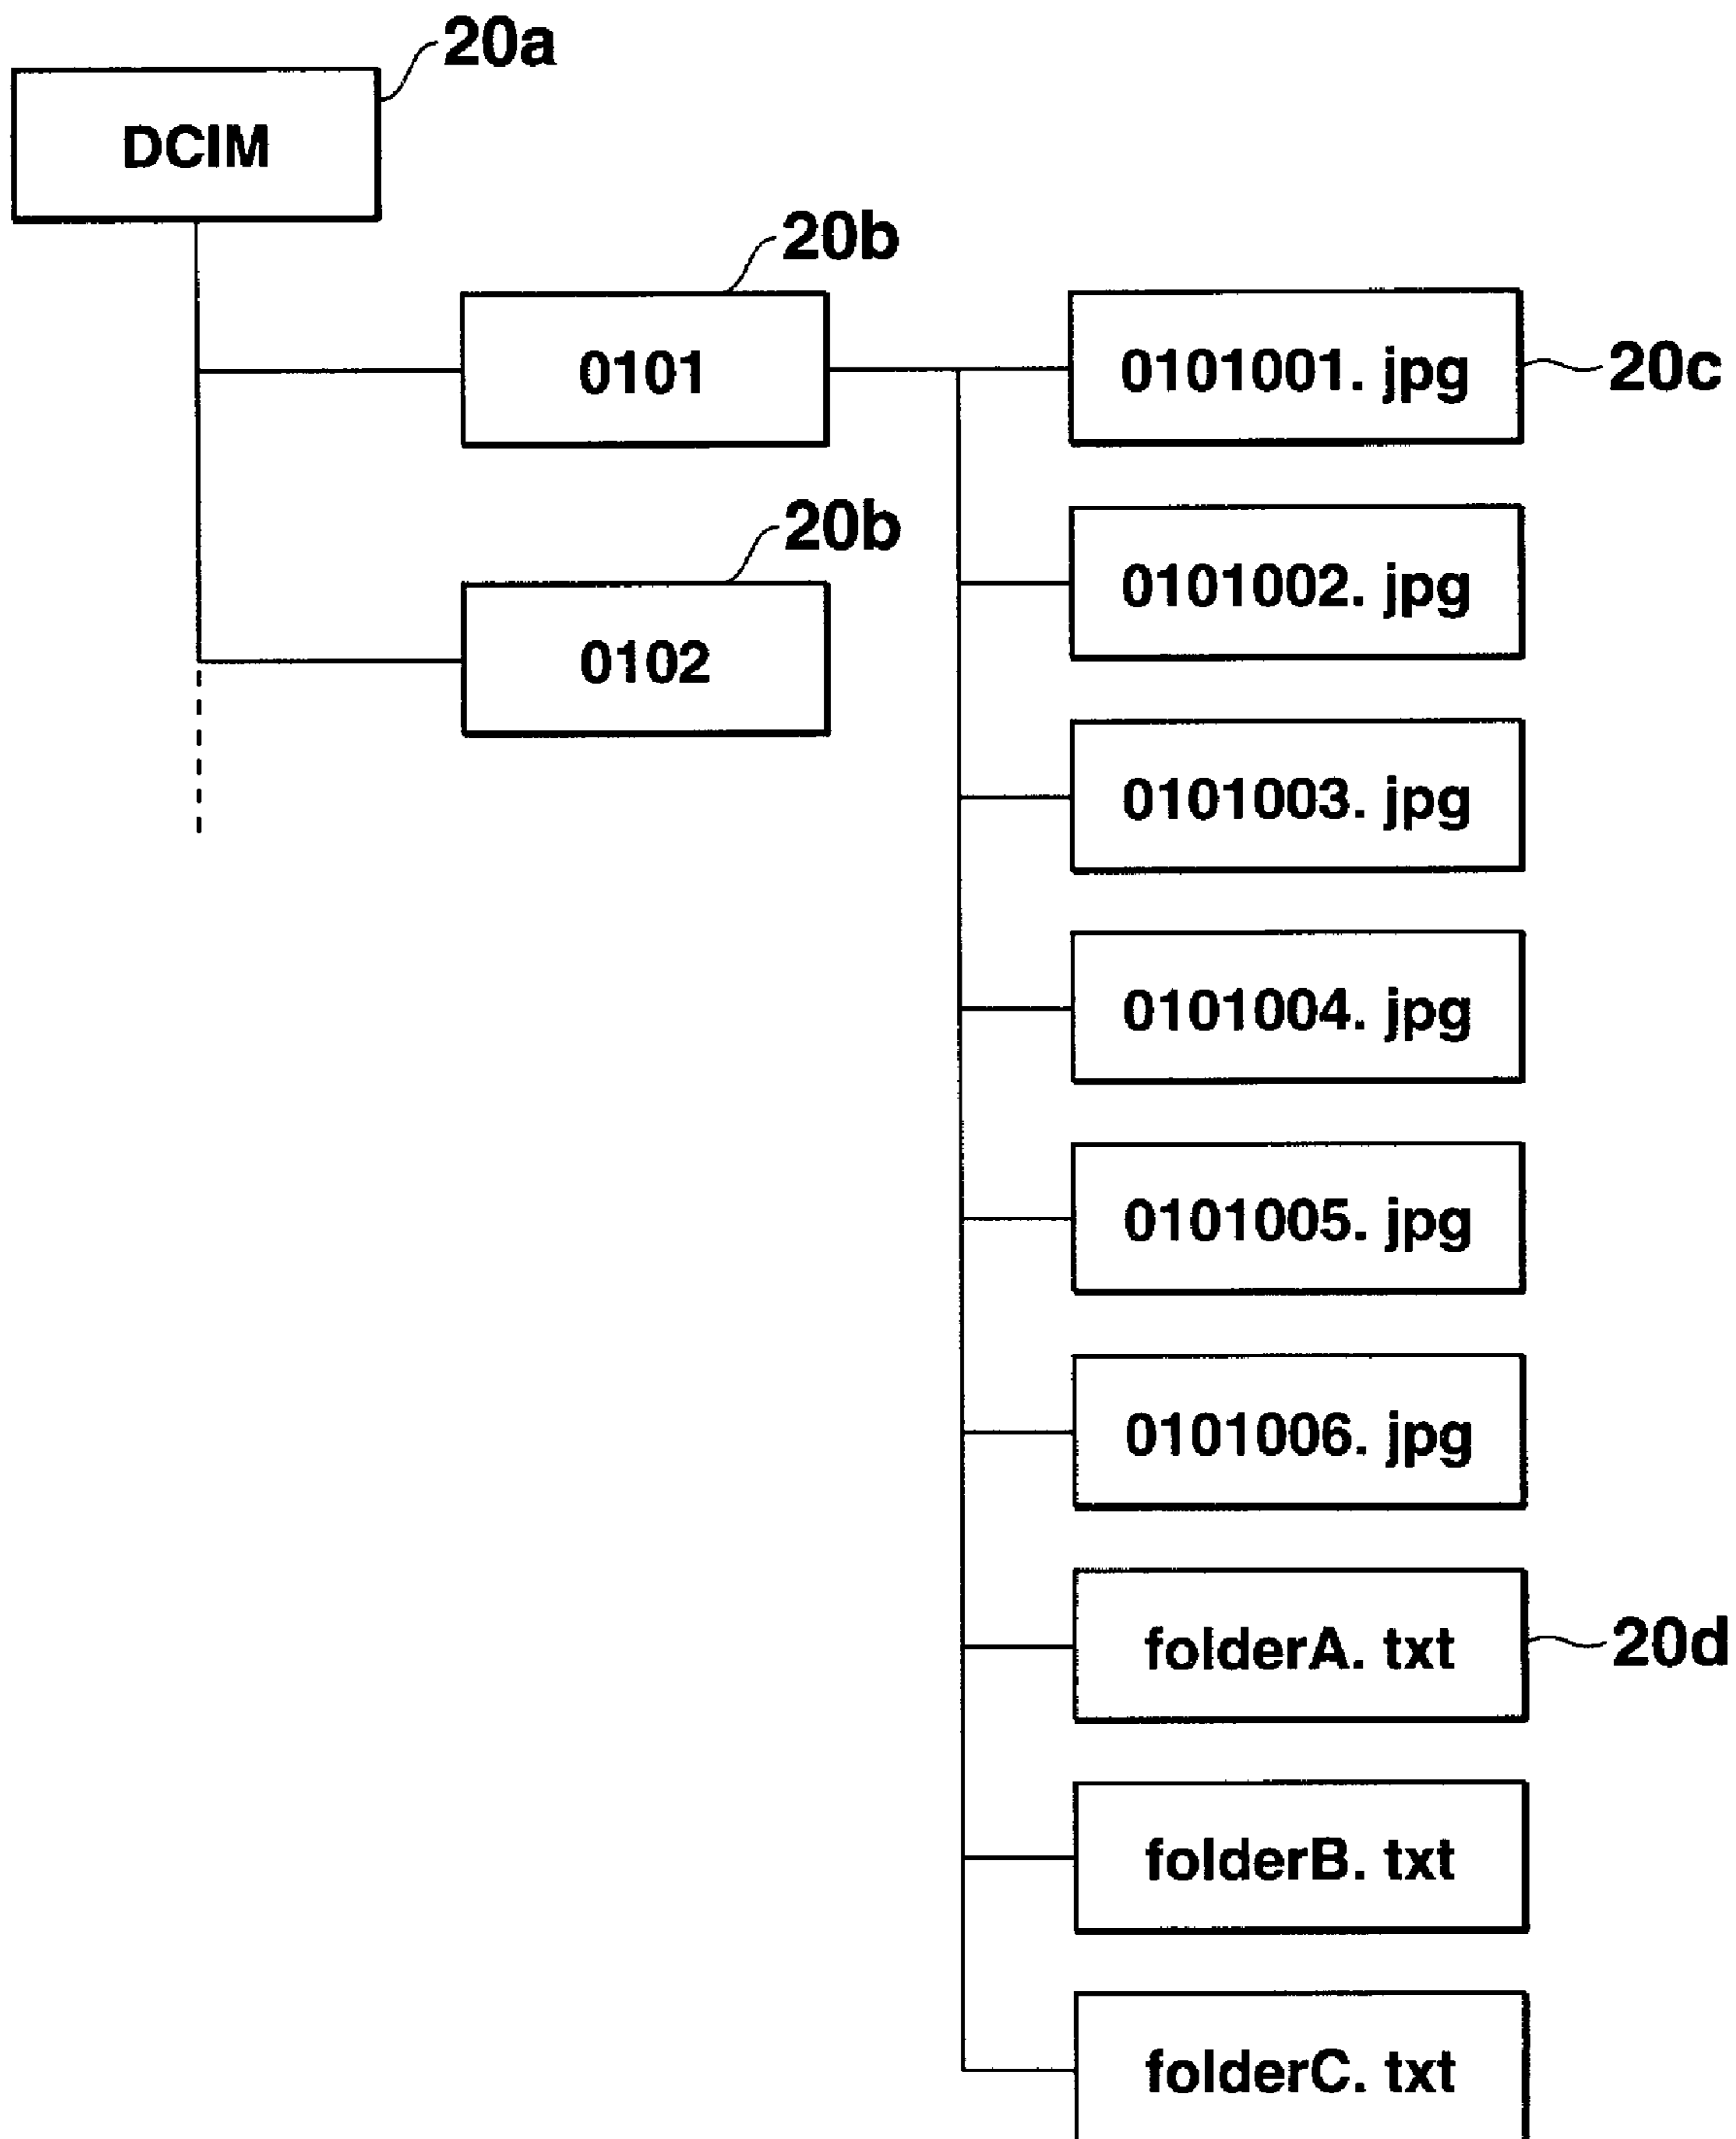 20a
DCIM
20b
0101
0101001. jpg
20c
0101002. jpg
20b
0102
0101003. jpg
0101004. jpg
0101005. jpg
0101006. jpg
folderA. txt
20d
folderB. txt
folderC. txt